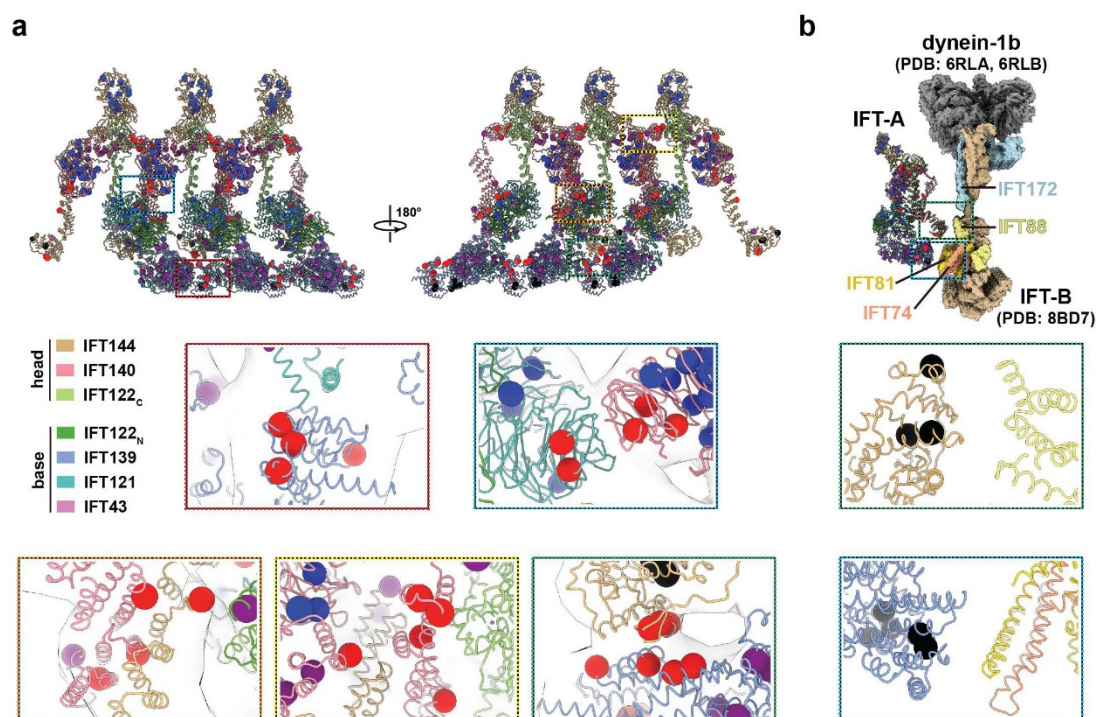 a
180°
b
dynein-1b
(PDB: 6RLA, 6RLB)
IFT-A
IFT172
IFT88
IFT81
IFT74
IFT-B
(PDB: 8BD7)
head
IFT144
IFT140
IFT122C
base
IFT122N
IFT139
IFT121
IFT43